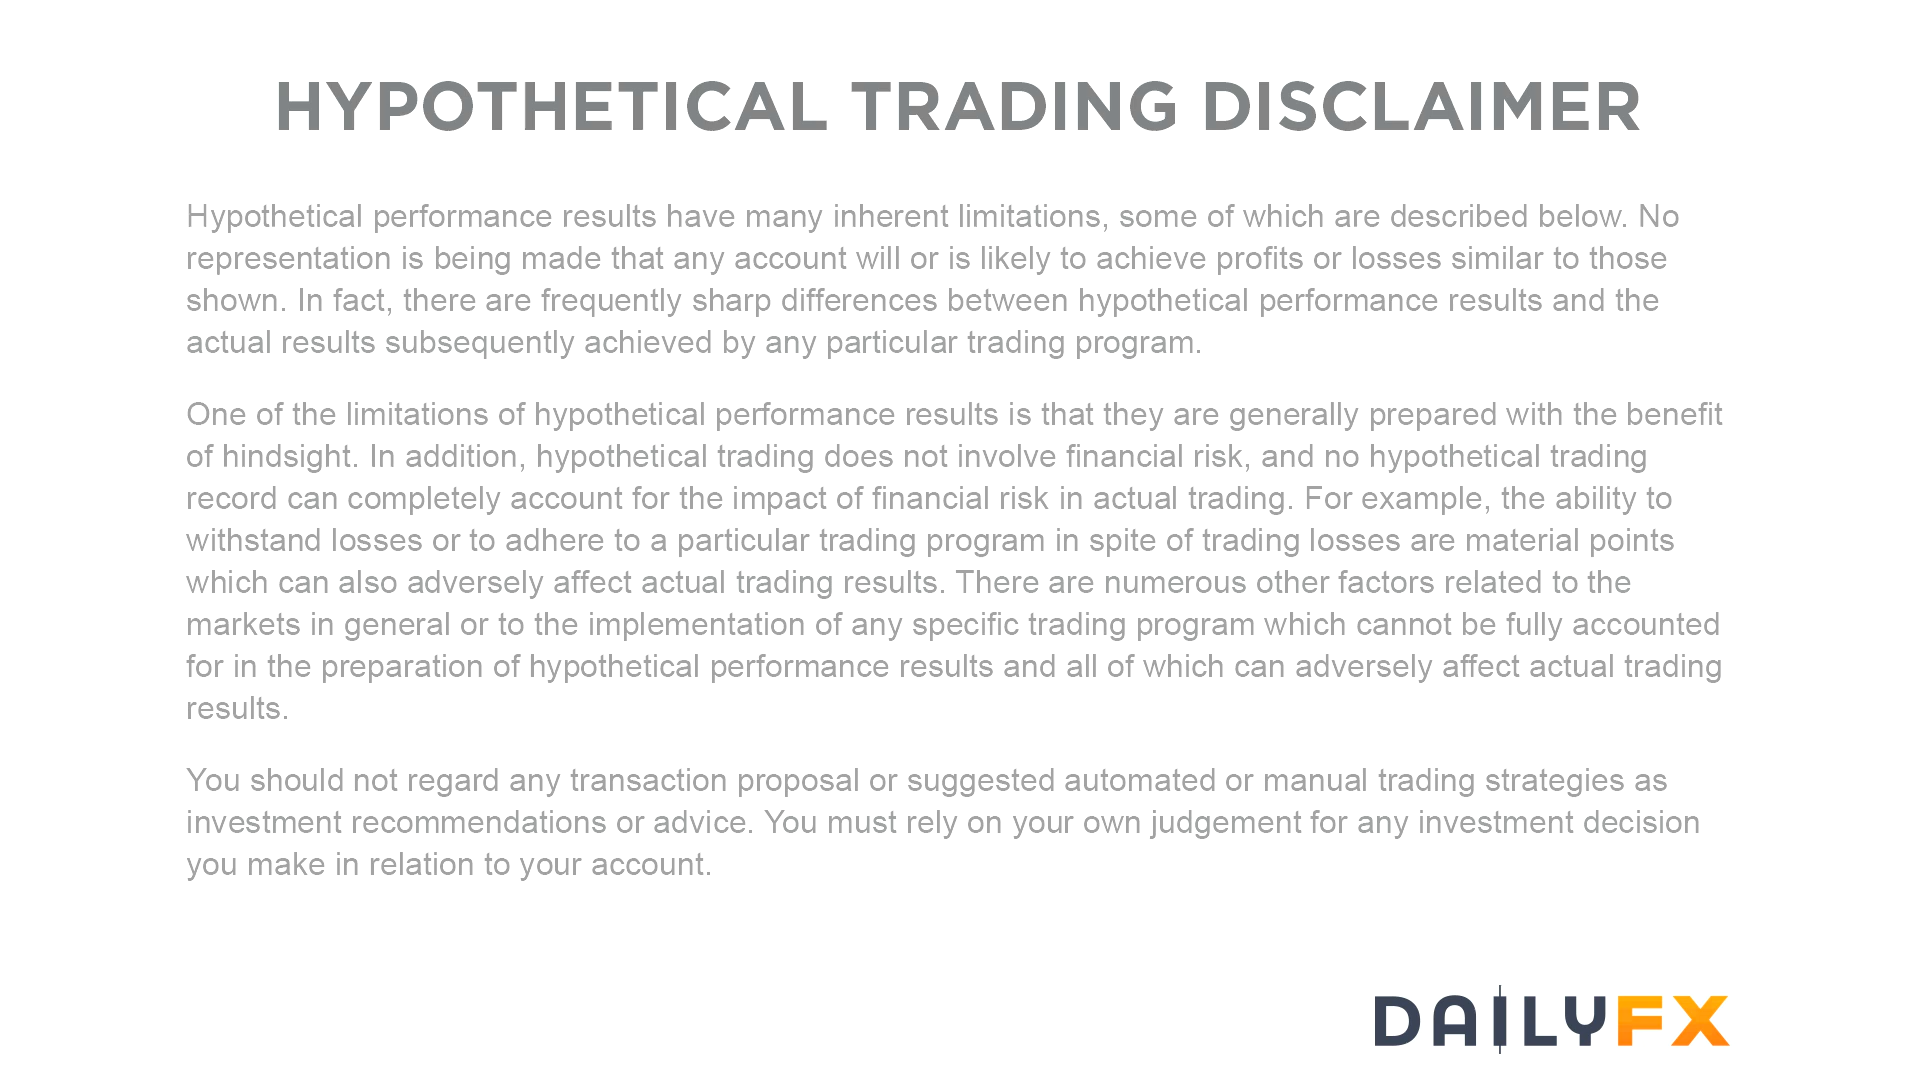 HYPOTHETICAL TRADING DISCLAIMER
Hypothetical performance results have many inherent limitations, some of which are described below. No
representation is being made that any account will or is likely to achieve profits or losses similar to those
shown. In fact, there are frequently sharp differences between hypothetical performance results and the
actual results subsequently achieved by any particular trading program.
One of the limitations of hypothetical performance results is that they are generally prepared with the benefit
of hindsight. In addition, hypothetical trading does not involve financial risk, and no hypothetical trading
record can completely account for the impact of financial risk in actual trading. For example, the ability to
withstand losses or to adhere to a particular trading program in spite of trading losses are material points
which can also adversely affect actual trading results. There are numerous other factors related to the
markets in general or to the implementation of any specific trading program which cannot be fully accounted
for in the preparation of hypothetical performance results and all of which can adversely affect actual trading
results.
You should not regard any transaction proposal or suggested automated or manual trading strategies as
investment recommendations or advice. You must rely on your own judgement for any investment decision
you make in relation to your account.
DAILYFX